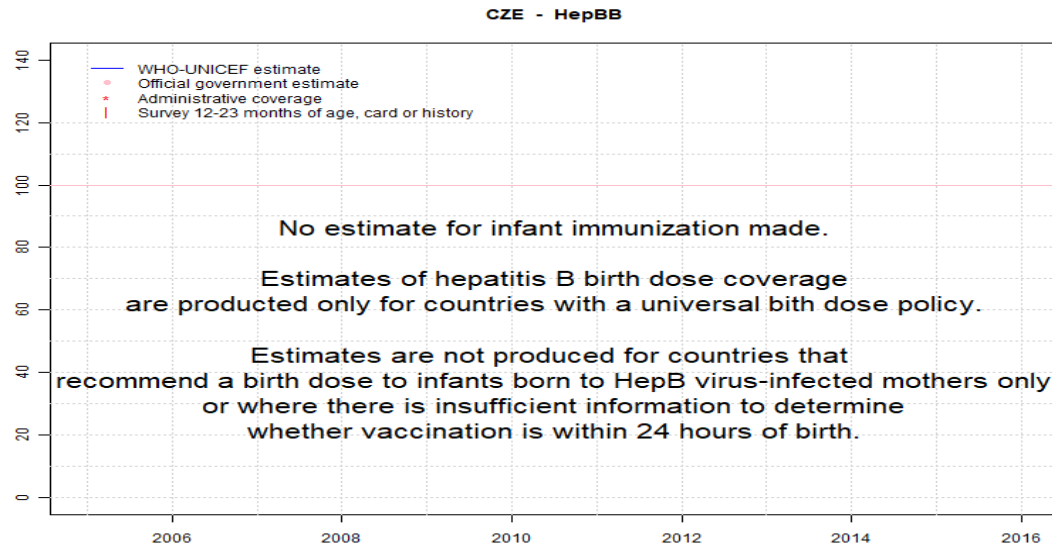 CZE - HepBB
140
120
100
80
60
40
20
0
WHO-UNICEF estimate
Official government estimate
Administrative coverage
Survey 12-23 months of age, card or history
No estimate for infant immunization made.
Estimates of hepatitis B birth dose coverage
are producted only for countries with a universal bith dose policy.
Estimates are not produced for countries that
recommend a birth dose to infants born to HepB virus-infected mothers only
or where there is insufficient information to determine
whether vaccination is within 24 hours of birth.
2006 2008 2010 2012 2014 2016